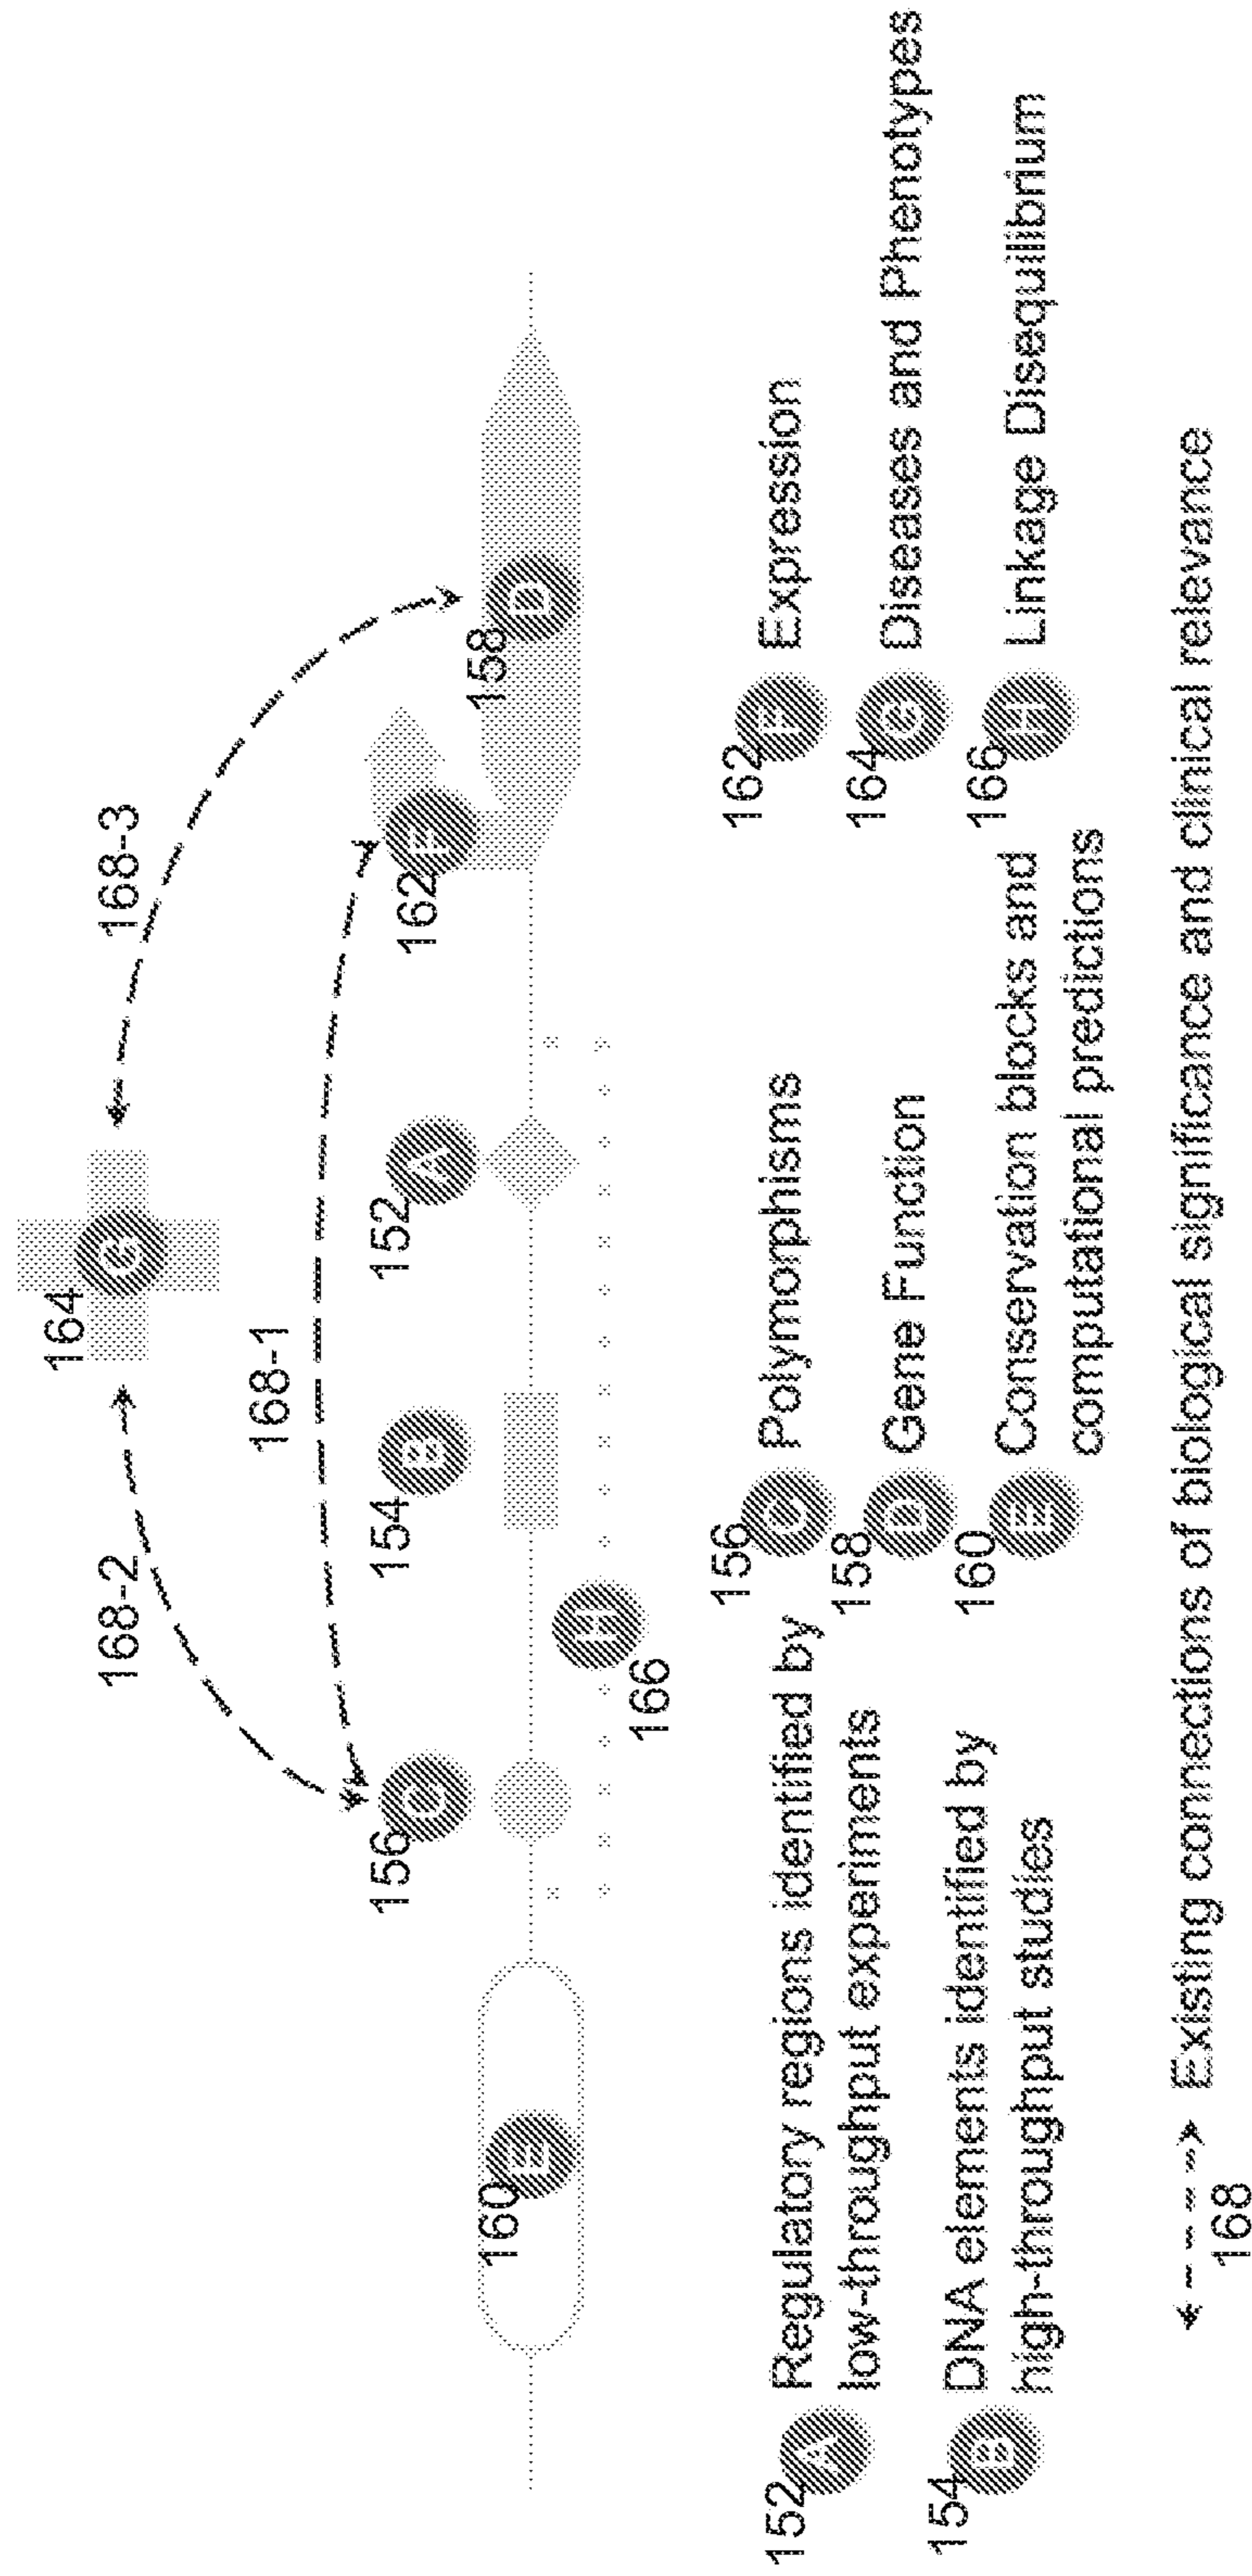 164
G
168-2
168-3
168-1
156
C
154
B
152
A
162
F
158
D
160
E
H
166
152
A
Regulatory regions identified by
low-throughput experiments
154
B
DNA elements identified by
high-throughput studies
156
C
Polymorphisms
158
D
Gene Function
160
E
Conservation blocks and
computational predictions
162
F
Expression
164
G
Diseases and Phenotypes
166
H
Linkage Disequilibrium
168
Existing connections of biological significance and clinical relevance